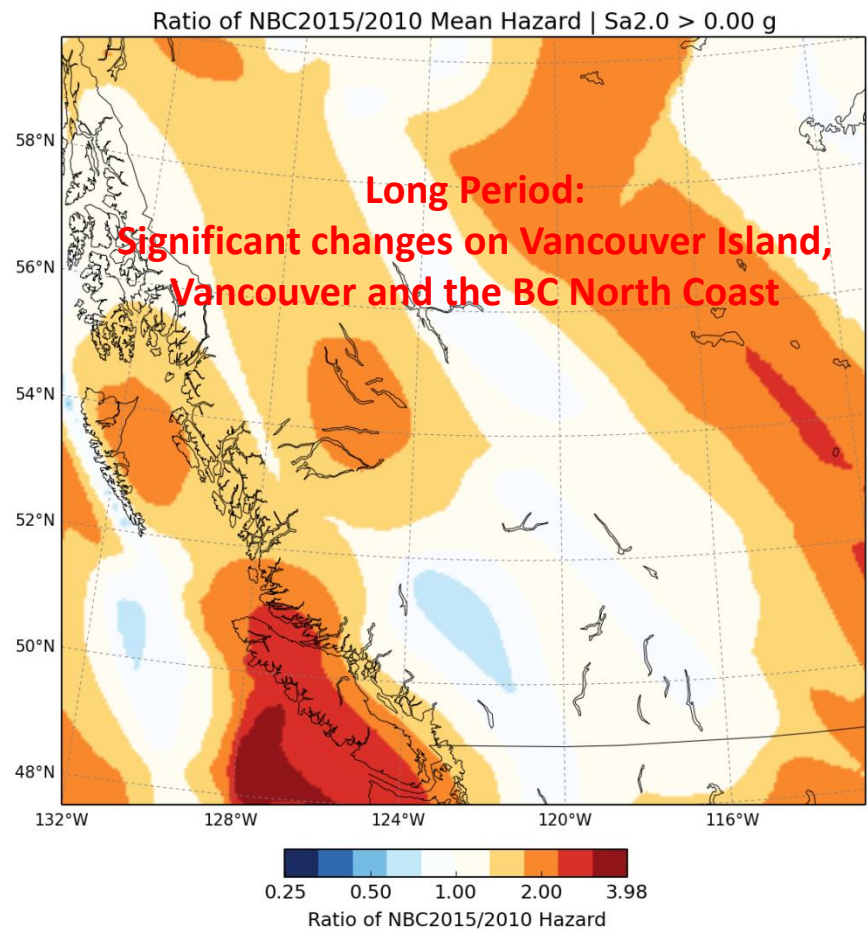 Ratio of NBC2015/2010 Mean Hazard | Sa2.0 > 0.00 g
Long Period:
Significant changes on Vancouver Island,
Vancouver and the BC North Coast
58°N
56°N
54°N
52°N
50°N
48°N
132°W 128°W 124°W 120°W 116°W
0.25 0.50 1.00 2.00 3.98
Ratio of NBC2015/2010 Hazard